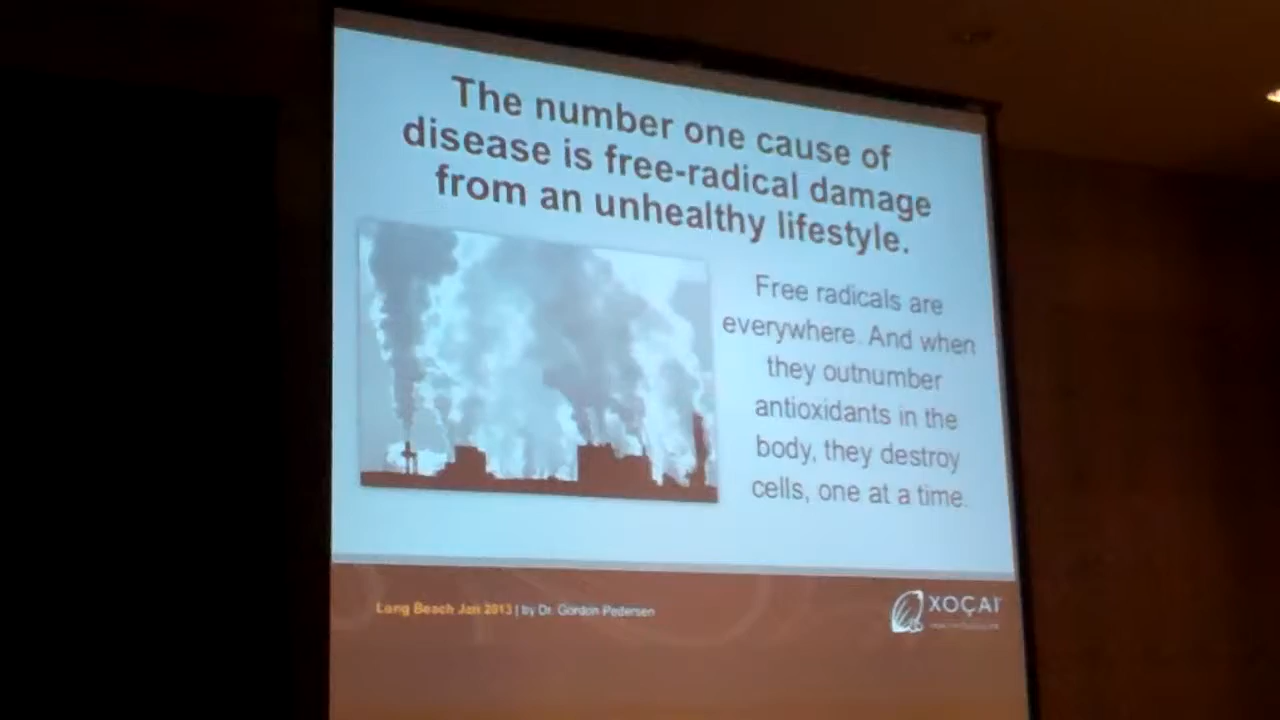 The number one cause of
disease is free-radical damage
from an unhealthy lifestyle.
Free radicals are
everywhere. And when
they outnumber
antioxidants in the
body, they destroy
cells, one at a time.
Long Beach Jan 2013 | by Dr. Gordon Pedersen
XOÇAI